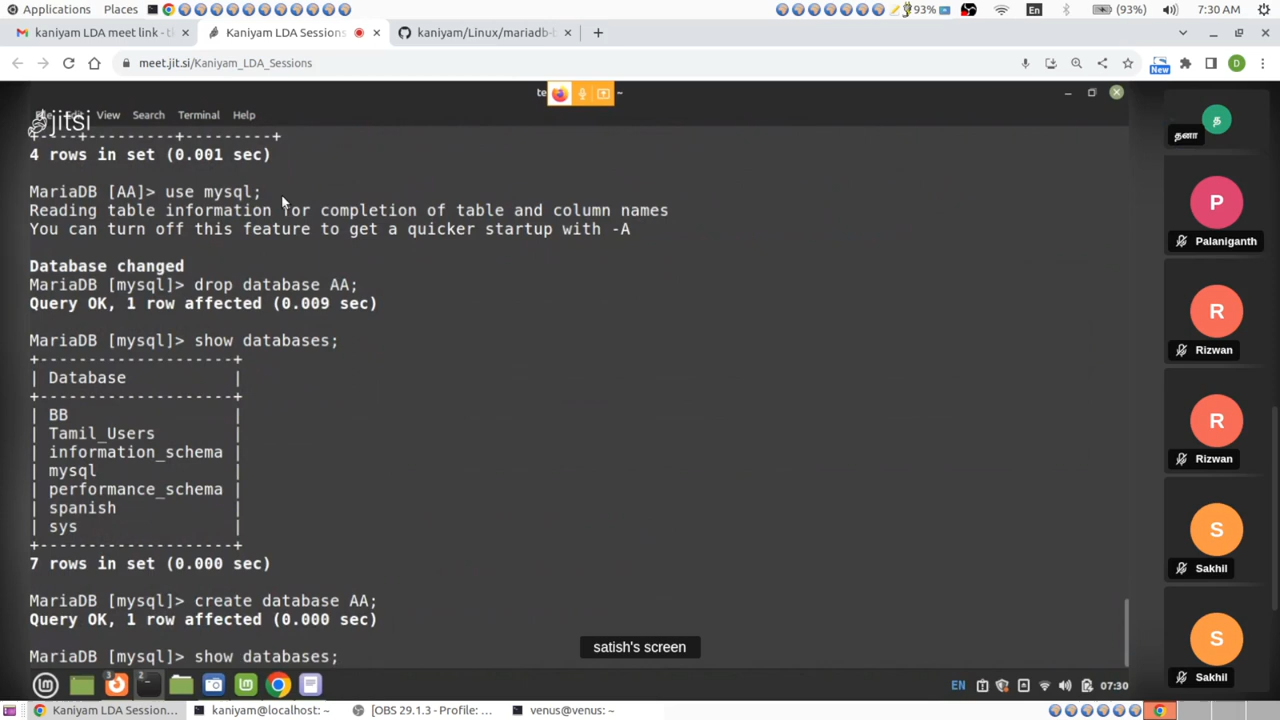 Applications Places 93% En (93%) 7:30 AM
kaniyam LDA meet link - t
Kaniyam LDA Sessions
kaniyam/Linux/mariadb-b
meet.jit.si/Kaniyam_LDA_Sessions
New
D
te
~
jitsi
View Search Terminal Help
+----+---------+---------+
4 rows in set (0.001 sec)
MariaDB [AA]> use mysql;
Reading table information for completion of table and column names
You can turn off this feature to get a quicker startup with -A
Database changed
MariaDB [mysql]> drop database AA;
Query OK, 1 row affected (0.009 sec)
MariaDB [mysql]> show databases;
+--------------------+
| Database           |
+--------------------+
| BB                 |
| Tamil_Users        |
| information_schema |
| mysql              |
| performance_schema |
| spanish            |
| sys                |
+--------------------+
7 rows in set (0.000 sec)
MariaDB [mysql]> create database AA;
Query OK, 1 row affected (0.000 sec)
MariaDB [mysql]> show databases;
satish's screen
த
தனா
P
Palaniganth
R
Rizwan
R
Rizwan
S
Sakhil
S
Sakhil
3
2
EN
07:30
Kaniyam LDA Session...
kaniyam@localhost: ~
[OBS 29.1.3 - Profile: ...
venus@venus: ~